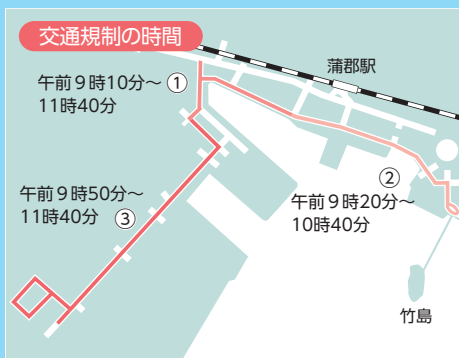 交通規制の時間
午前9時10分～
11時40分
①
蒲郡駅
午前9時50分～
11時40分
③
②
午前9時20分～
10時40分
竹島